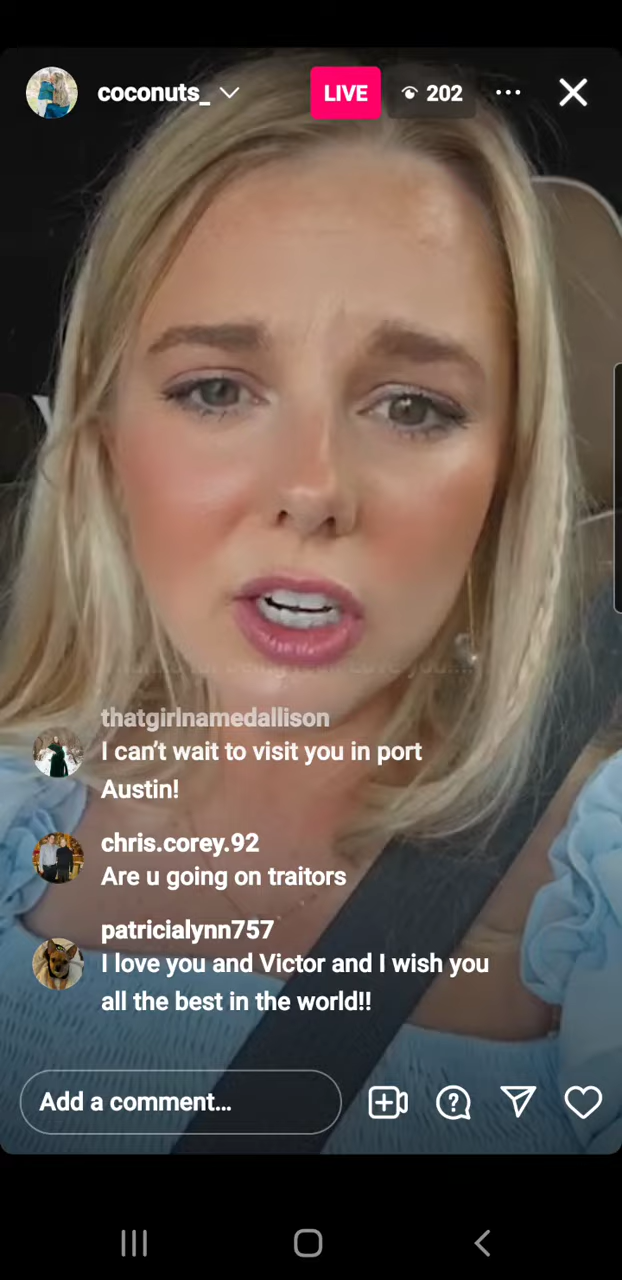 coconuts_
LIVE
202
thatgirlnamedallison
I can't wait to visit you in port
Austin!
chris.corey.92
Are u going on traitors
patricialynn757
I love you and Victor and I wish you
all the best in the world!!
Add a comment...